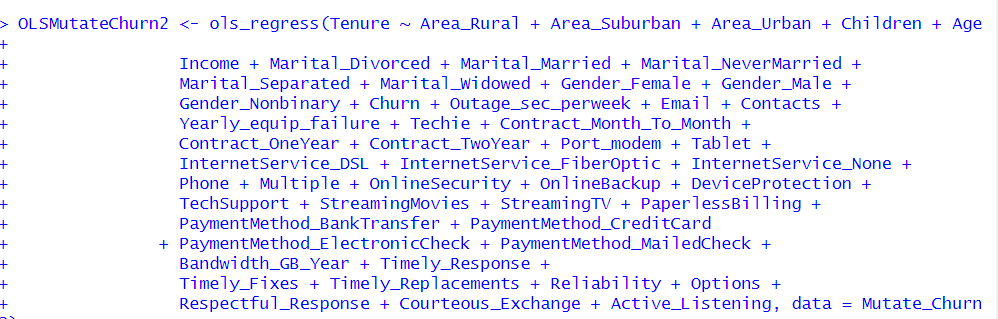 > OLSMutateChurn2 <- ols_regress(Tenure ~ Area_Rural + Area_Suburban + Area_Urban + Children + Age
+
+ Income + Marital_Divorced + Marital_Married + Marital_NeverMarried +
+ Marital_Separated + Marital_Widowed + Gender_Female + Gender_Male +
+ Gender_Nonbinary + Churn + Outage_sec_perweek + Email + Contacts +
+ Yearly_equip_failure + Techie + Contract_Month_To_Month +
+ Contract_OneYear + Contract_TwoYear + Port_modem + Tablet +
+ InternetService_DSL + InternetService_FiberOptic + InternetService_None +
+ Phone + Multiple + OnlineSecurity + OnlineBackup + DeviceProtection +
+ TechSupport + StreamingMovies + StreamingTV + PaperlessBilling +
+ PaymentMethod_BankTransfer + PaymentMethod_CreditCard
+ + PaymentMethod_ElectronicCheck + PaymentMethod_MailedCheck +
+ Bandwidth_GB_Year + Timely_Response +
+ Timely_Fixes + Timely_Replacements + Reliability + Options +
+ Respectful_Response + Courteous_Exchange + Active_Listening, data = Mutate_Churn